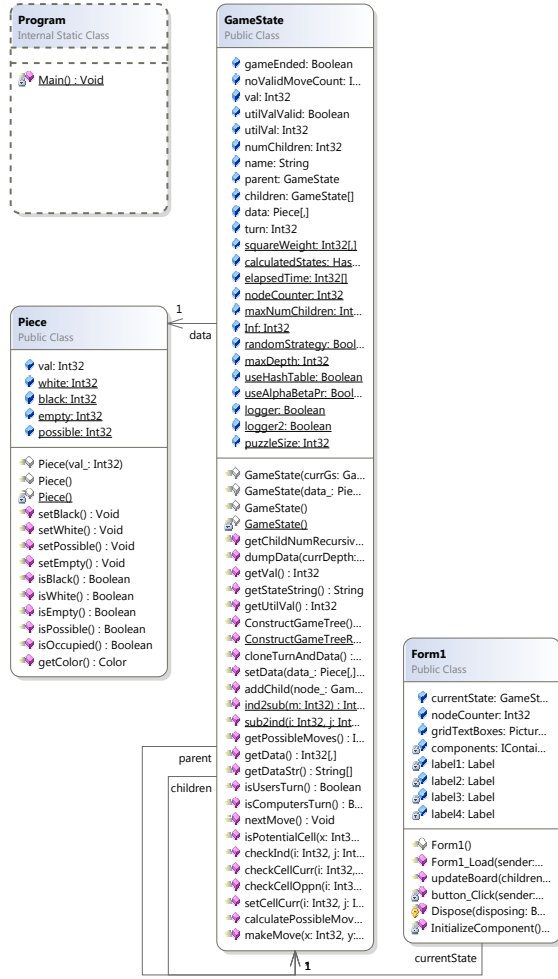 Program
Internal Static Class
Main() : Void
GameState
Public Class
gameEnded: Boolean
noValidMoveCount: I...
val: Int32
utilValValid: Boolean
utilVal: Int32
numChildren: Int32
name: String
parent: GameState
children: GameState[]
data: Piece[,]
turn: Int32
squareWeight: Int32[,]
calculatedStates: Has...
elapsedTime: Int32[]
nodeCounter: Int32
maxNumChildren: Int...
Inf: Int32
randomStrategy: Bool...
maxDepth: Int32
useHashTable: Boolean
useAlphaBetaPr: Bool...
logger: Boolean
logger2: Boolean
puzzleSize: Int32
GameState(currGs: Ga...
GameState(data_: Pie...
GameState()
GameState()
getChildNumRecursiv...
dumpData(currDepth:...
getVal() : Int32
getStateString() : String
getUtilVal() : Int32
ConstructGameTree()...
ConstructGameTreeR...
cloneTurnAndData() :...
setData(data_: Piece[,]...
addChild(node_: Gam...
ind2sub(m: Int32) : Int...
sub2ind(i: Int32, j: Int...
getPossibleMoves() : I...
getData() : Int32[,]
getDataStr() : String[]
isUsersTurn() : Boolean
isComputersTurn() : B...
nextMove() : Void
isPotentialCell(x: Int3...
checkInd(i: Int32, j: Int...
checkCellCurr(i: Int32,...
checkCellOppn(i: Int3...
setCellCurr(i: Int32, j: I...
calculatePossibleMov...
makeMove(x: Int32, y:...
1
data
Piece
Public Class
val: Int32
white: Int32
black: Int32
empty: Int32
possible: Int32
Piece(val_: Int32)
Piece()
Piece()
setBlack() : Void
setWhite() : Void
setPossible() : Void
setEmpty() : Void
isBlack() : Boolean
isWhite() : Boolean
isEmpty() : Boolean
isPossible() : Boolean
isOccupied() : Boolean
getColor() : Color
parent
children
1
Form1
Public Class
currentState: GameSt...
nodeCounter: Int32
gridTextBoxes: Pictur...
components: IContai...
label1: Label
label2: Label
label3: Label
label4: Label
Form1()
Form1_Load(sender:...
updateBoard(children...
button_Click(sender:...
Dispose(disposing: B...
InitializeComponent()...
currentState